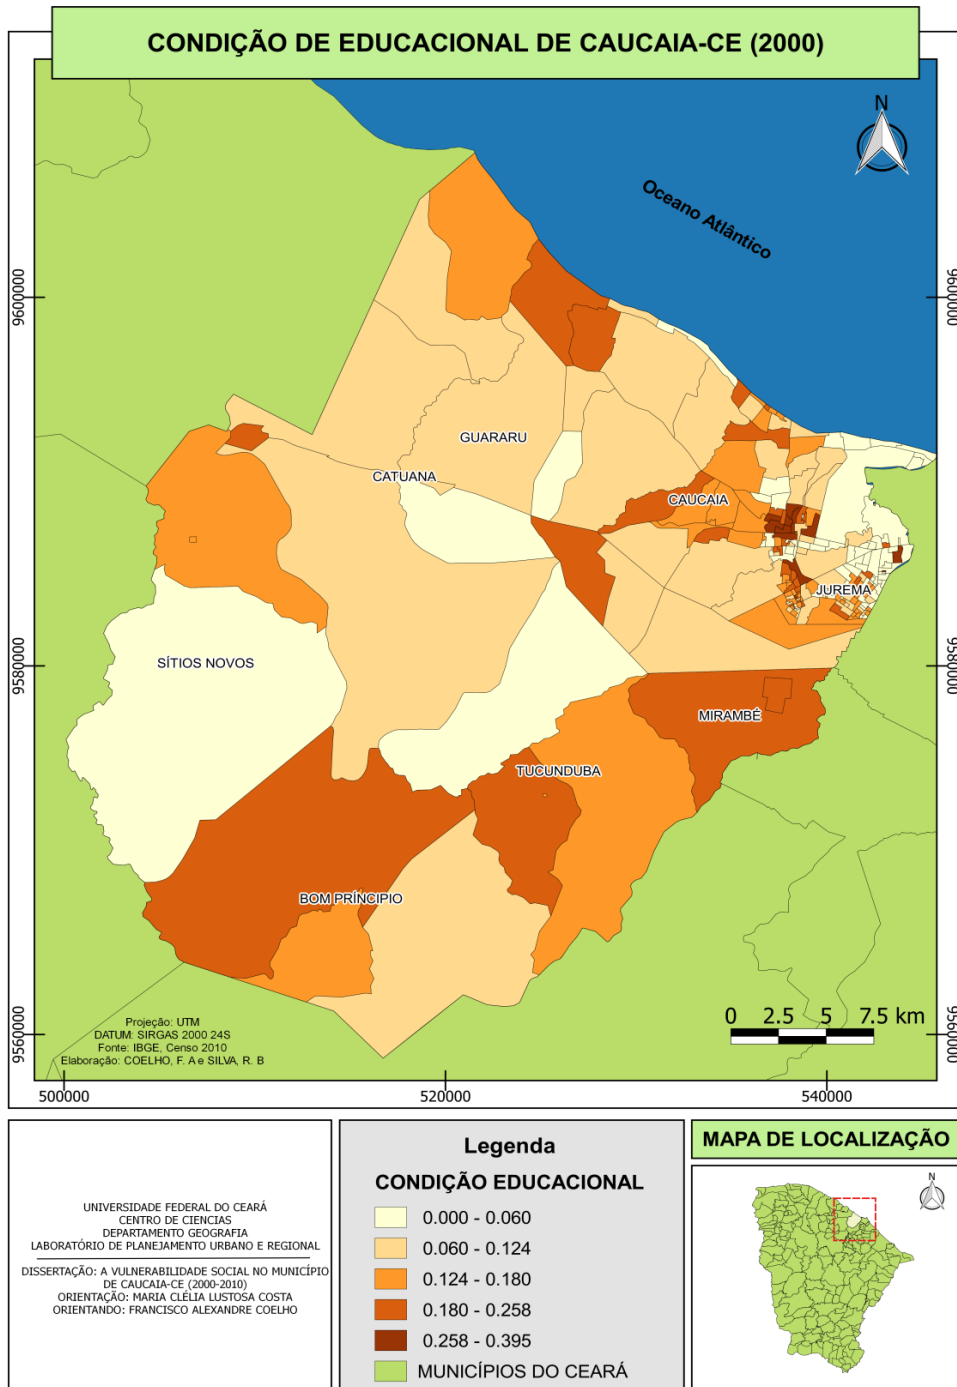 CONDIÇÃO DE EDUCACIONAL DE CAUCAIA-CE (2000)
N
Oceano Atlântico
9600000
9600000
GUARARU
CATUANA
CAUCAIA
JUREMA
SÍTIOS NOVOS
9580000
9580000
MIRAMBÉ
TUCUNDUBA
BOM PRÍNCIPIO
Projeção: UTM
DATUM: SIRGAS 2000 24S
Fonte: IBGE, Censo 2010
Elaboração: COELHO, F. A e SILVA, R. B
0 2.5 5 7.5 km
9560000
9560000
500000
520000
540000
UNIVERSIDADE FEDERAL DO CEARÁ
CENTRO DE CIENCIAS
DEPARTAMENTO GEOGRAFIA
LABORATÓRIO DE PLANEJAMENTO URBANO E REGIONAL
DISSERTAÇÃO: A VULNERABILIDADE SOCIAL NO MUNICÍPIO
DE CAUCAIA-CE (2000-2010)
ORIENTAÇÃO: MARIA CLÉLIA LUSTOSA COSTA
ORIENTANDO: FRANCISCO ALEXANDRE COELHO
Legenda
CONDIÇÃO EDUCACIONAL
0.000 - 0.060
0.060 - 0.124
0.124 - 0.180
0.180 - 0.258
0.258 - 0.395
MUNICÍPIOS DO CEARÁ
MAPA DE LOCALIZAÇÃO
N